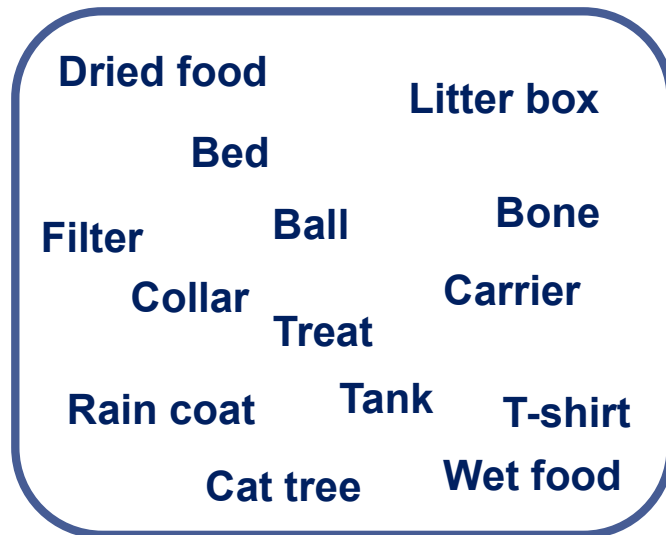 Dried food
Litter box
Bed
Bone
Ball
Filter
Carrier
Collar
Treat
Tank
Rain coat
T-shirt
Wet food
Cat tree